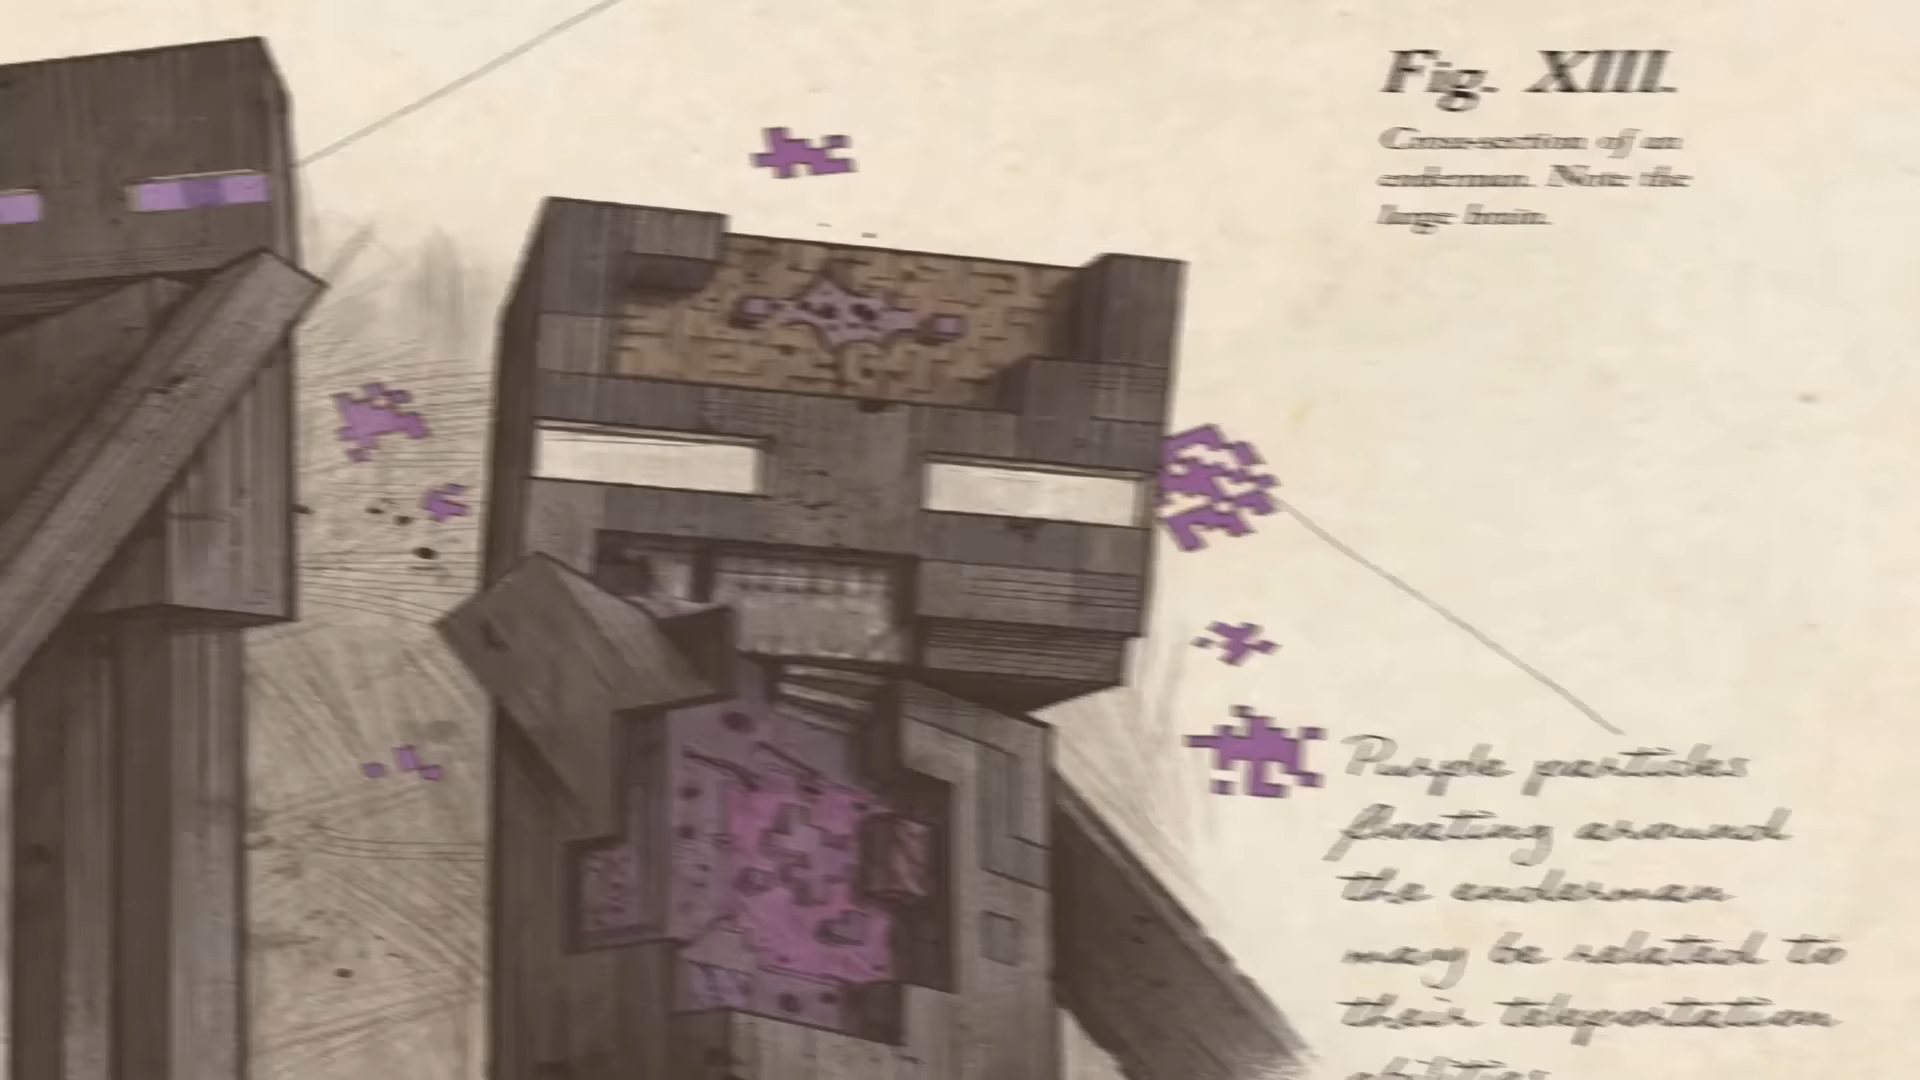 Fig. XIII.
Cross-section of an
enderman. Note the
large brain.
Purple particles
floating around
the enderman
may be related to
their teleportation
abilities